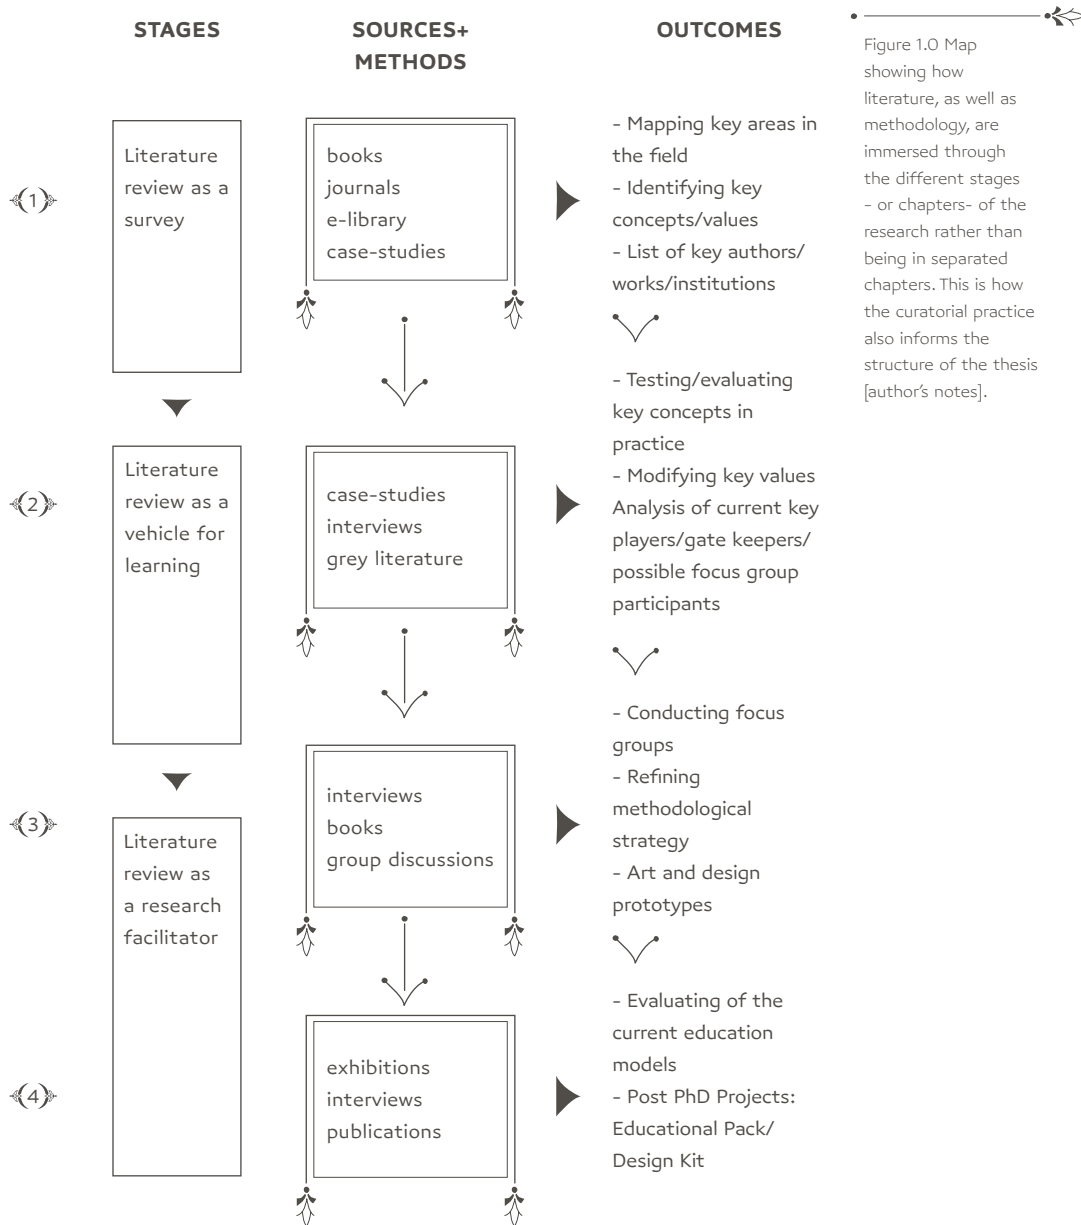 STAGES
SOURCES+
METHODS
OUTCOMES
(1)
Literature
review as a
survey
books
journals
e-library
case-studies
- Mapping key areas in
the field
- Identifying key
concepts/values
- List of key authors/
works/institutions
(2)
Literature
review as a
vehicle for
learning
case-studies
interviews
grey literature
- Testing/evaluating
key concepts in
practice
- Modifying key values
Analysis of current key
players/gate keepers/
possible focus group
participants
(3)
Literature
review as
a research
facilitator
interviews
books
group discussions
- Conducting focus
groups
- Refining
methodological
strategy
- Art and design
prototypes
(4)
exhibitions
interviews
publications
- Evaluating of the
current education
models
- Post PhD Projects:
Educational Pack/
Design Kit
Figure 1.0 Map
showing how
literature, as well as
methodology, are
immersed through
the different stages
- or chapters- of the
research rather than
being in separated
chapters. This is how
the curatorial practice
also informs the
structure of the thesis
[author's notes].